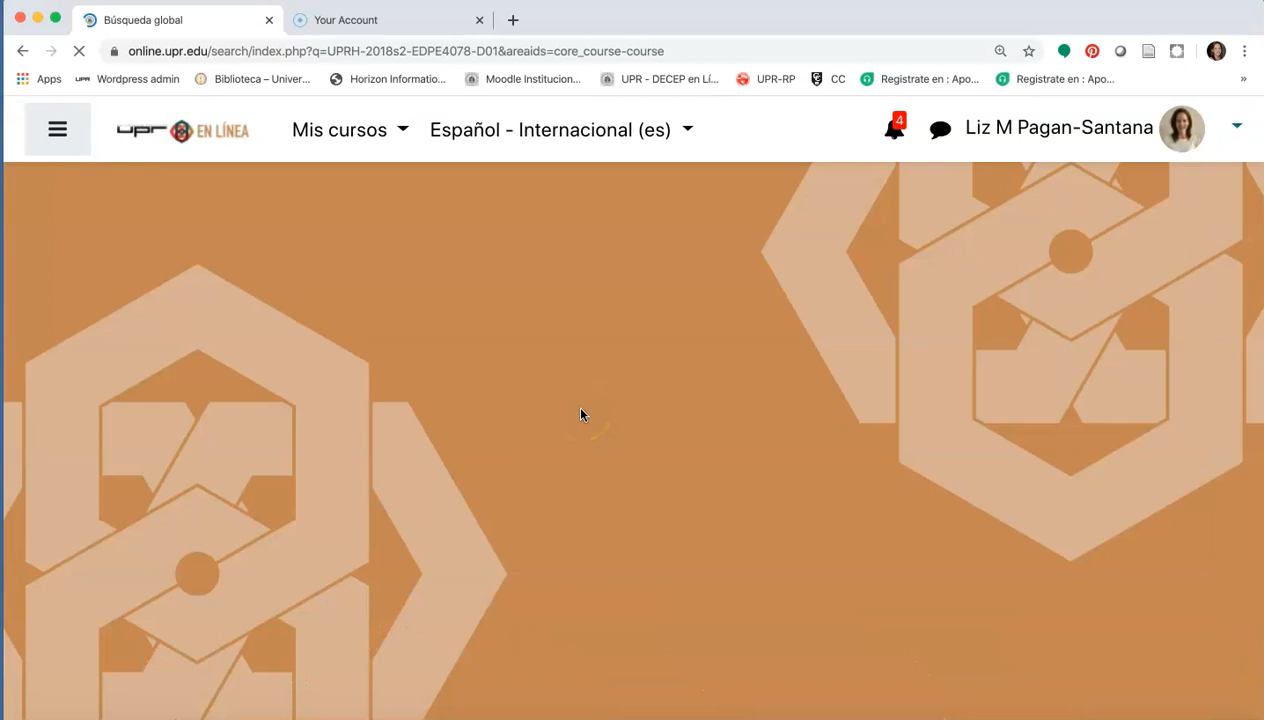 Búsqueda global
Your Account
online.upr.edu/search/index.php?q=UPRH-2018s2-EDPE4078-D01&areaids=core_course-course
Apps UPR Wordpress admin Biblioteca – Univer... Horizon Informatio... Moodle Institucion... UPR - DECEP en Lí... UPR-RP CC Registrate en : Apo... Registrate en : Apo... »
upr EN LÍNEA Mis cursos Español - Internacional (es) 4 Liz M Pagan-Santana